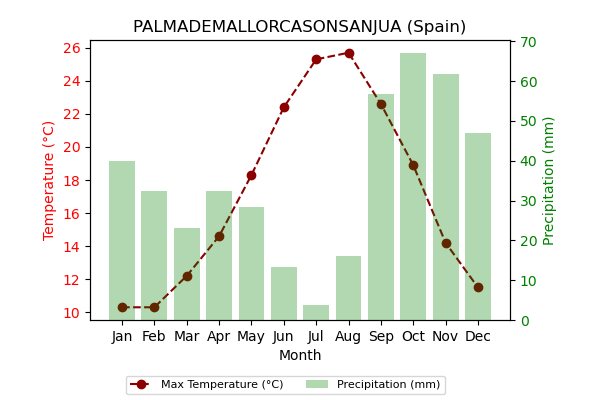 PALMADEMALLORCASONSANJUA (Spain)
26
24
22
20
18
16
14
12
10
Temperature (°C)
70
60
50
40
30
20
10
0
Precipitation (mm)
Jan Feb Mar Apr May Jun Jul Aug Sep Oct Nov Dec
Month
Max Temperature (°C) Precipitation (mm)